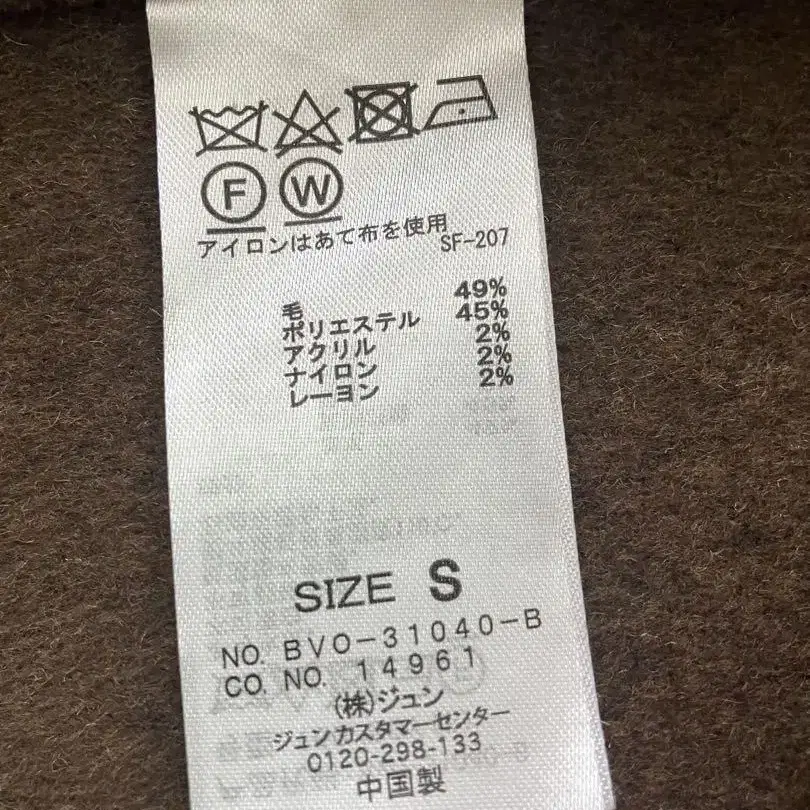 F W
アイロンはあて布を使用
SF-207
毛 49%
ポリエステル 45%
アクリル 2%
ナイロン 2%
レーヨン 2%
SIZE S
NO. BVO-31040-B
CO. NO. 14961
(株)ジュン
ジュンカスタマーセンター
0120-298-133
中国製